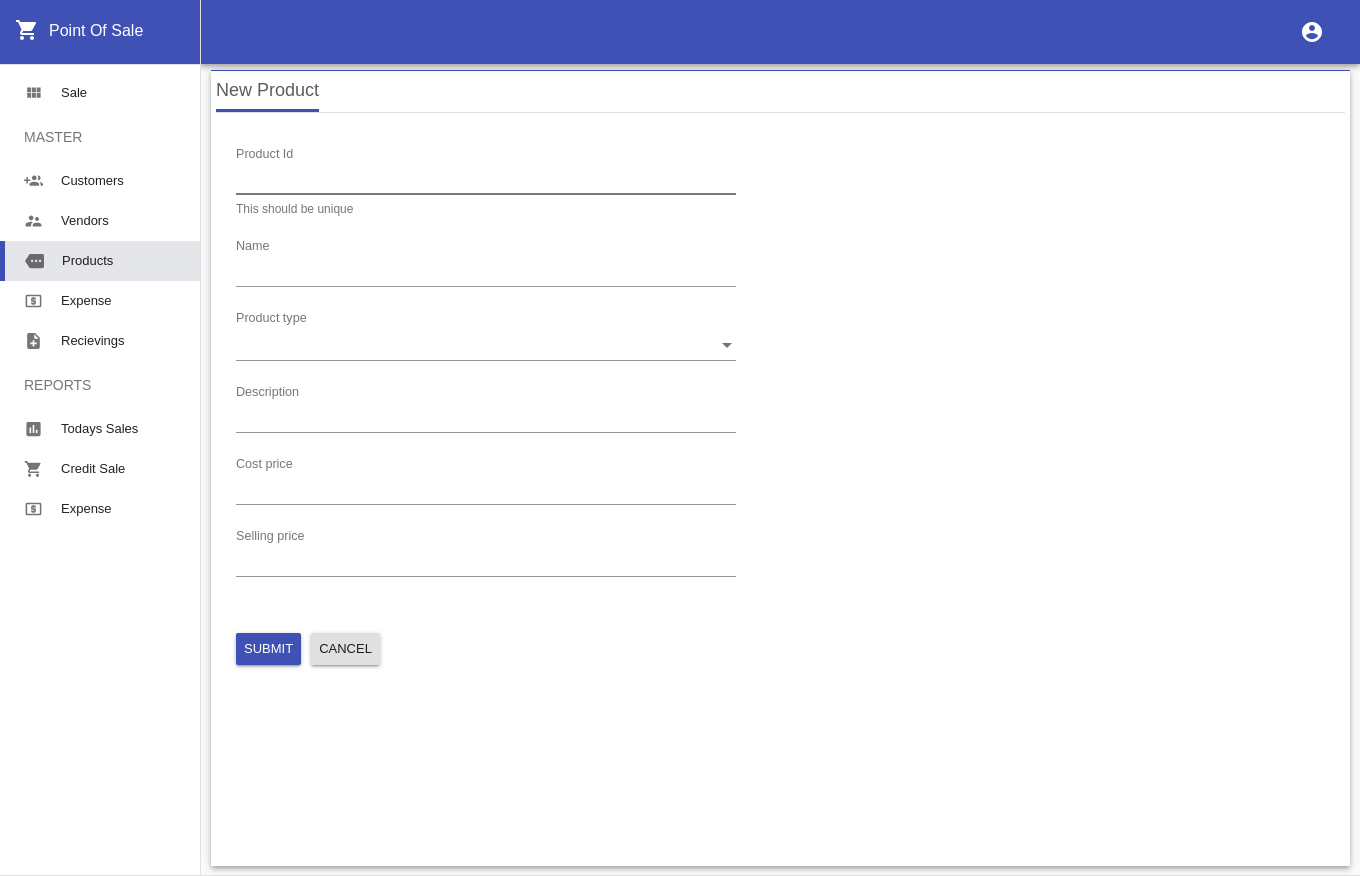 Point Of Sale
Sale
MASTER
Customers
Vendors
Products
Expense
Recievings
REPORTS
Todays Sales
Credit Sale
Expense
New Product
Product Id
This should be unique
Name
Product type
Description
Cost price
Selling price
SUBMIT CANCEL